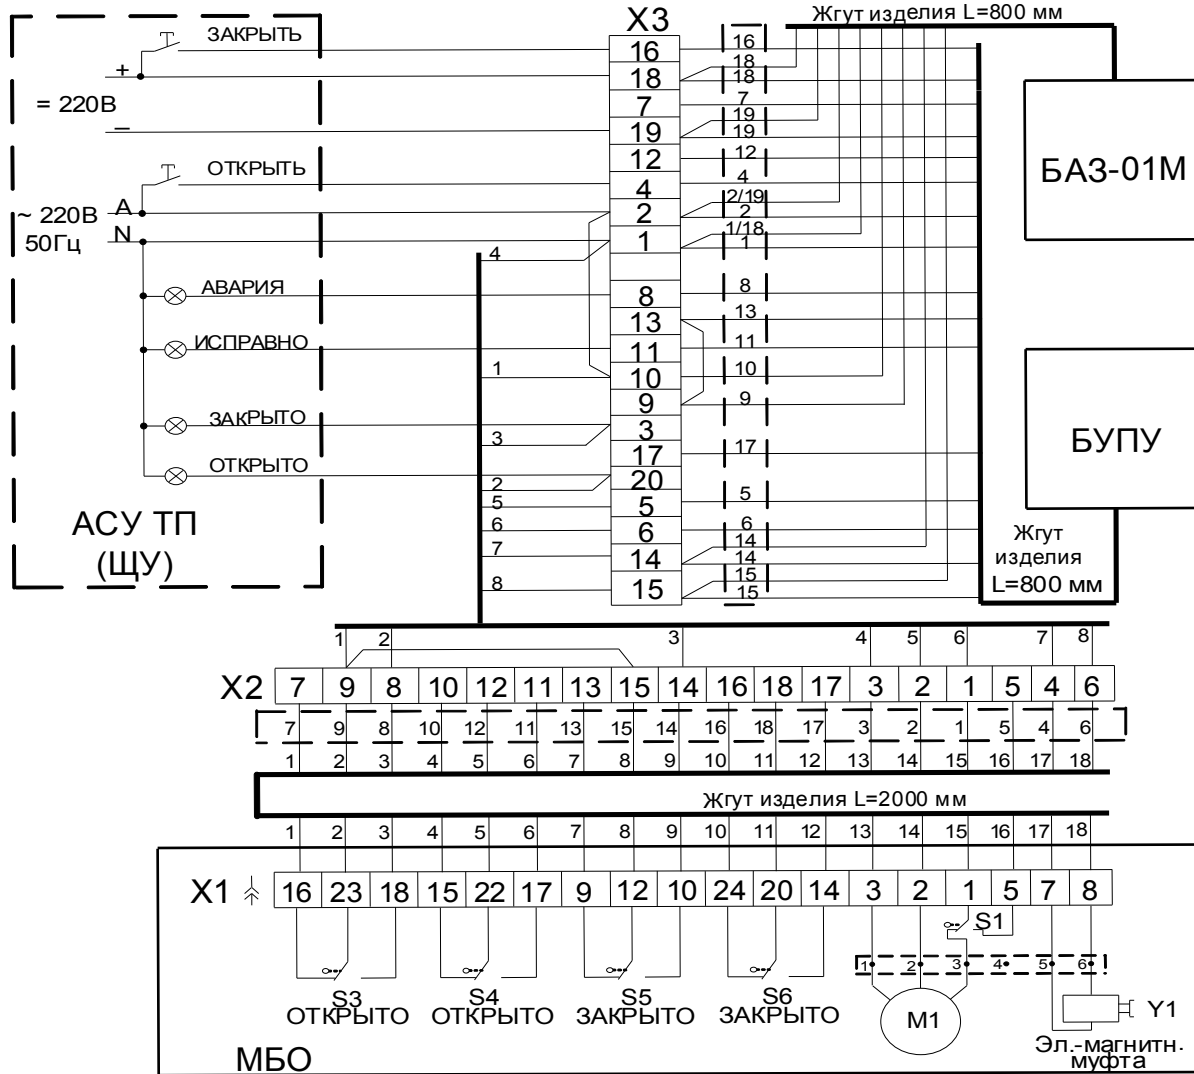 X3
Жгут изделия L=800 мм
ЗАКРЫТЬ
+
= 220В
–
ОТКРЫТЬ
~ 220В
50Гц
A
N
АВАРИЯ
ИСПРАВНО
ЗАКРЫТО
ОТКРЫТО
АСУ ТП
(ЩУ)
16
18
7
19
12
4
2
1
8
13
11
10
9
3
17
20
5
6
14
15
16
18
18
7
19
19
12
4
2/19
2
1/18
1
8
13
11
10
9
17
5
6
14
14
15
15
4
1
3
2
5
6
7
8
БАЗ-01М
БУПУ
Жгут
изделия
L=800 мм
1 2 3 4 5 6 7 8
X2 7 9 8 10 12 11 13 15 14 16 18 17 3 2 1 5 4 6
7 9 8 10 12 11 13 15 14 16 18 17 3 2 1 5 4 6
1 2 3 4 5 6 7 8 9 10 11 12 13 14 15 16 17 18
Жгут изделия L=2000 мм
1 2 3 4 5 6 7 8 9 10 11 12 13 14 15 16 17 18
X1 16 23 18 15 22 17 9 12 10 24 20 14 3 2 1 5 7 8
S1
1 2 3 4 5 6
S3
ОТКРЫТО
S4
ОТКРЫТО
S5
ЗАКРЫТО
S6
ЗАКРЫТО
M1
Y1
Эл.-магнитн.
муфта
МБО